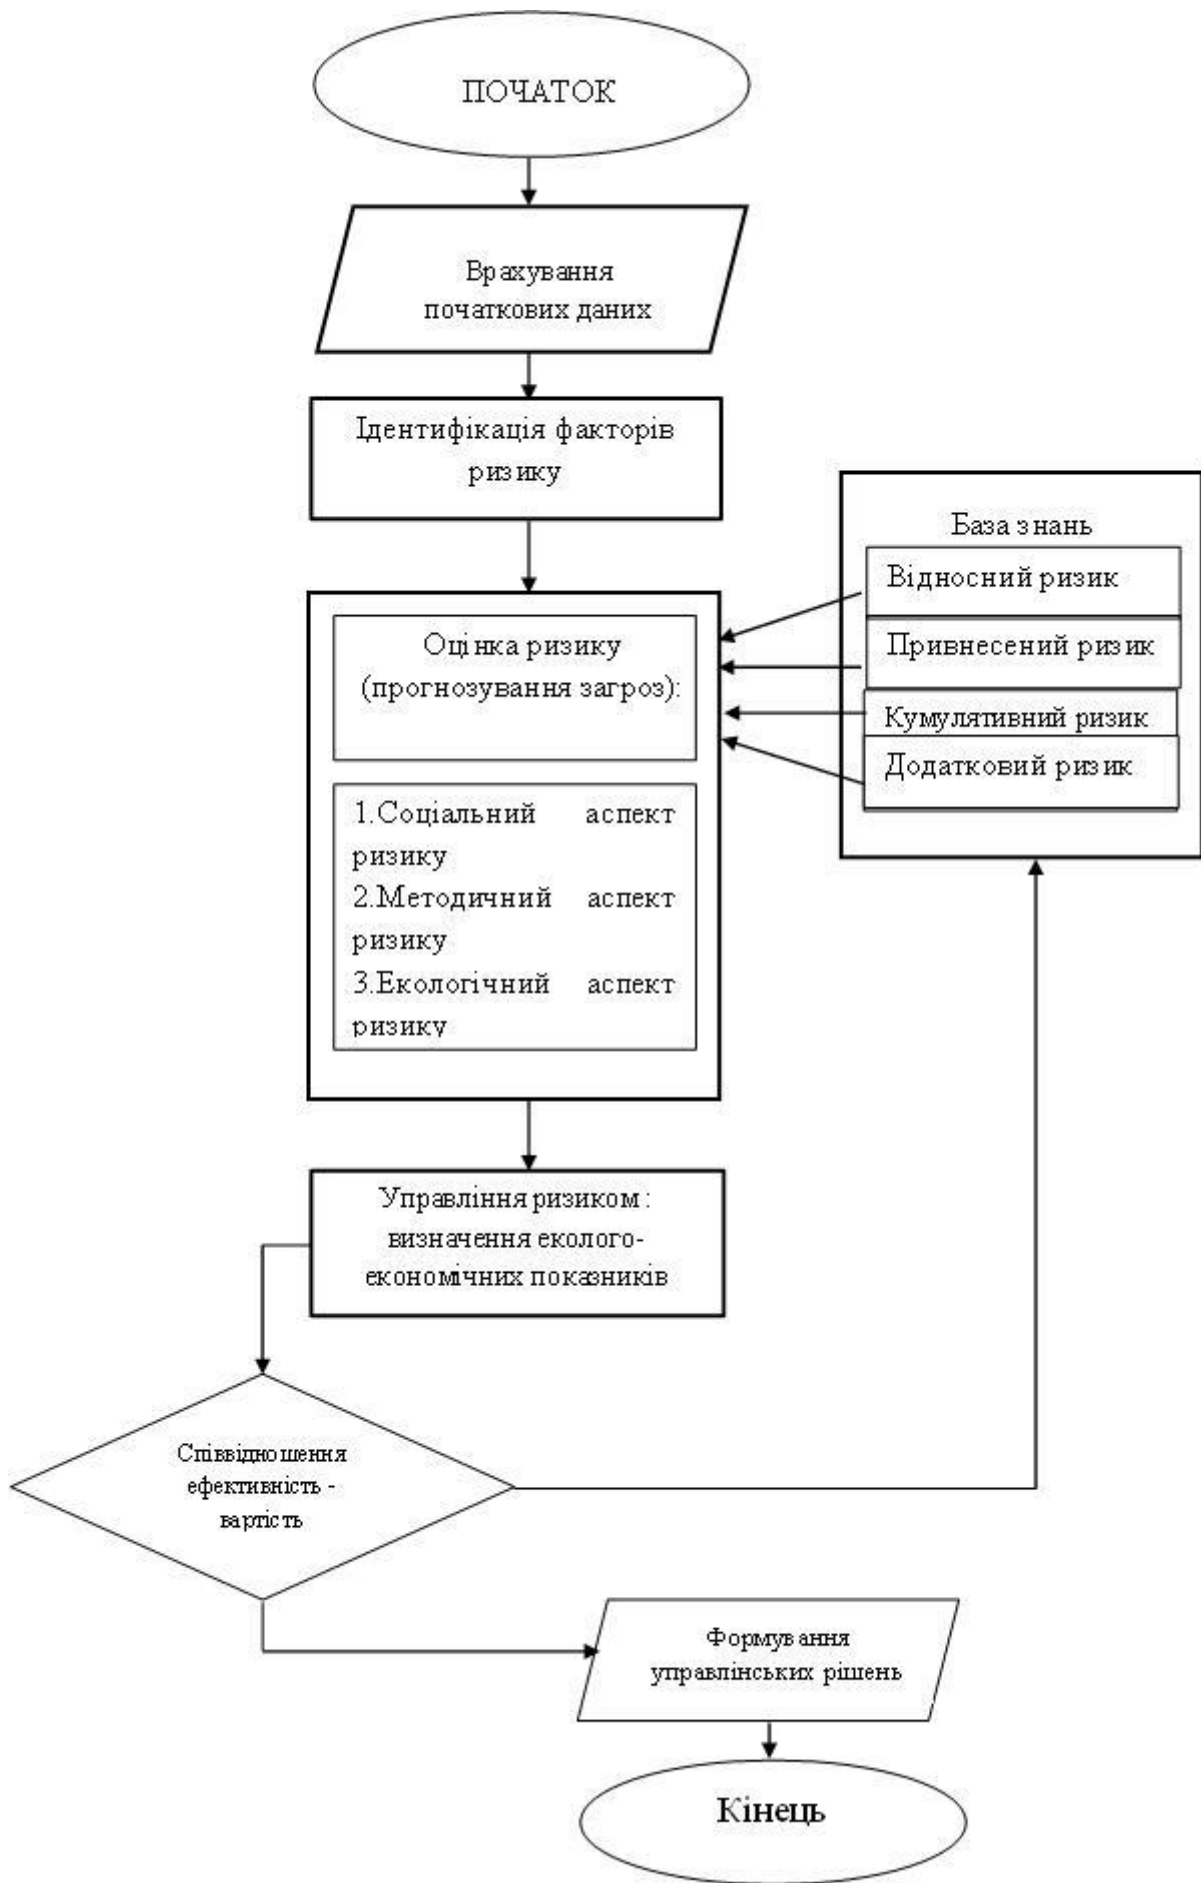 ПОЧАТОК
Врахування
початкових даних
Ідентифікація факторів
ризику
База знань
Відносний ризик
Привнесений ризик
Кумулятивний ризик
Додатковий ризик
Оцінка ризику
(прогнозування загроз):
1.Соціальний аспект
ризику
2.Методичний аспект
ризику
3.Екологічний аспект
ризику
Управління ризиком :
визначення еколого-
економічних показників
Співвідношення
ефективність -
вартість
Формування
управлінських рішень
Кінець